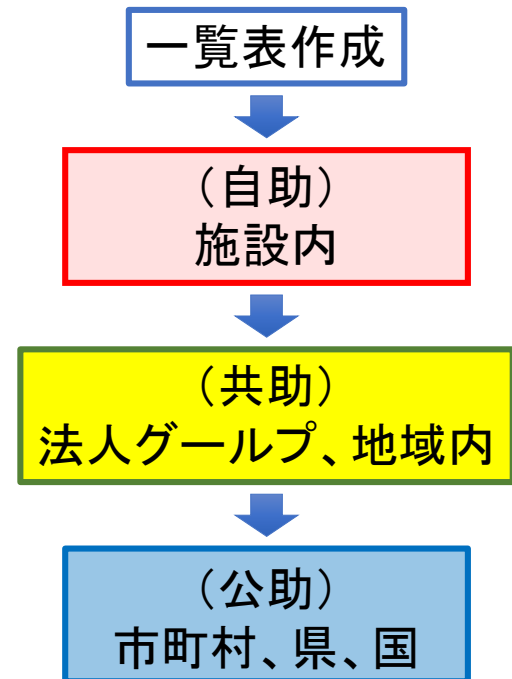 一覧表作成
（自助）
施設内
（共助）
法人グールプ、地域内
（公助）
市町村、県、国